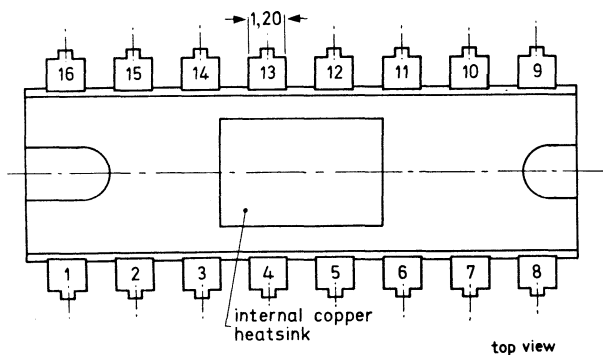 1,20
16 15 14 13 12 11 10 9
1 2 3 4 5 6 7 8
internal copper
heatsink
top view